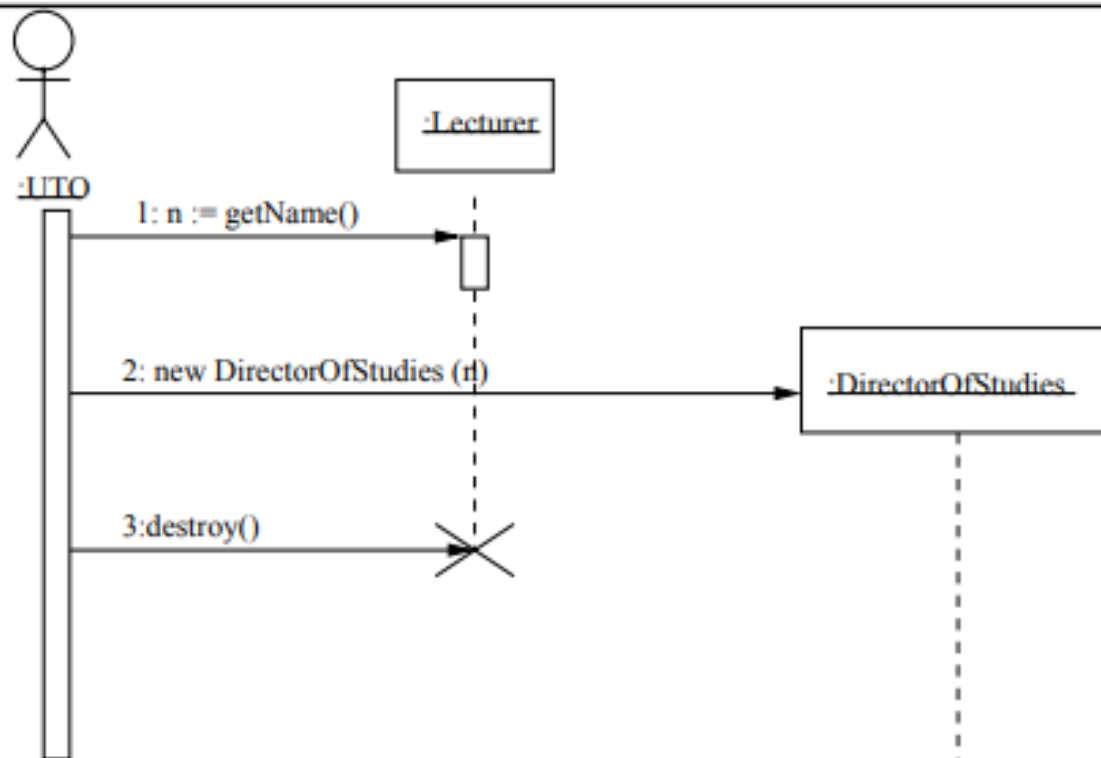 :Lecturer
:UTO
1: n := getName()
2: new DirectorOfStudies (n)
:DirectorOfStudies
3:destroy()